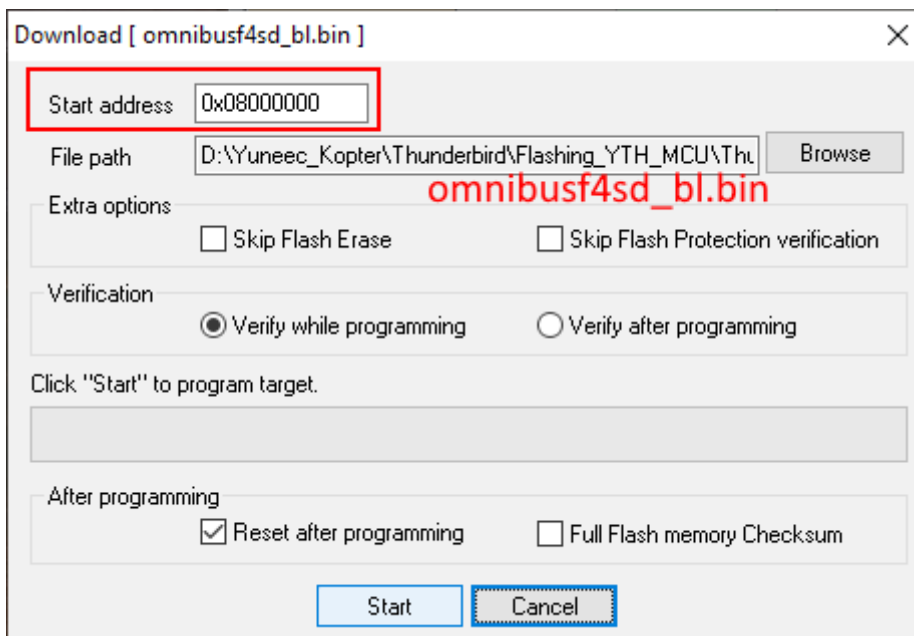 Download [ omnibusf4sd_bl.bin ]
Start address 0x08000000
File path D:\Yuneec_Kopter\Thunderbird\Flashing_YTH_MCU\Thu Browse
omnibusf4sd_bl.bin
Extra options
Skip Flash Erase Skip Flash Protection verification
Verification
Verify while programming Verify after programming
Click "Start" to program target.
After programming
Reset after programming Full Flash memory Checksum
Start Cancel